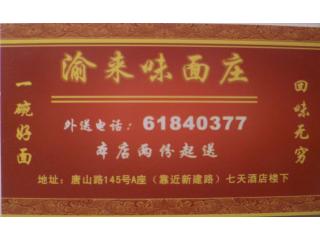 渝来味面庄
一碗好面
回味无穷
外送电话：61840377
本店两份起送
地址：唐山路145号A座（靠近新建路）七天酒店楼下